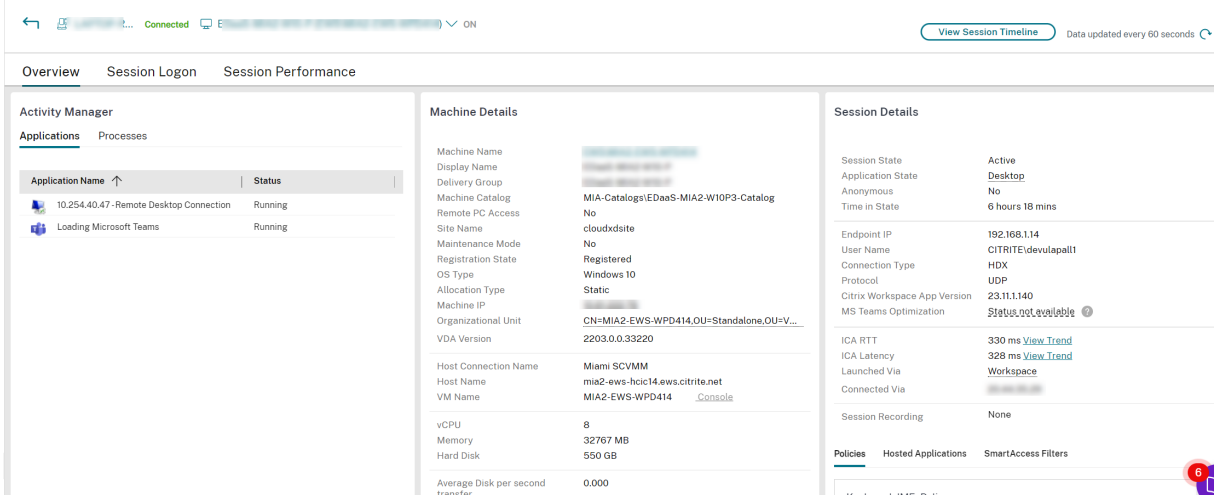 Connected
ON
View Session Timeline
Data updated every 60 seconds
Overview
Session Logon
Session Performance
Activity Manager
Applications
Processes
Application Name
Status
10.254.40.47 - Remote Desktop Connection
Running
Loading Microsoft Teams
Running
Machine Details
Machine Name
Display Name
Delivery Group
Machine Catalog MIA-Catalogs\EDaaS-MIA2-W10P3-Catalog
Remote PC Access No
Site Name cloudxdsite
Maintenance Mode No
Registration State Registered
OS Type Windows 10
Allocation Type Static
Machine IP
Organizational Unit CN=MIA2-EWS-WPD414,OU=Standalone,OU=V...
VDA Version 2203.0.0.33220
Host Connection Name Miami SCVMM
Host Name mia2-ews-hcic14.ews.citrite.net
VM Name MIA2-EWS-WPD414 Console
vCPU 8
Memory 32767 MB
Hard Disk 550 GB
Average Disk per second 0.000
transfer
Session Details
Session State Active
Application State Desktop
Anonymous No
Time in State 6 hours 18 mins
Endpoint IP 192.168.1.14
User Name CITRITE\devulapall1
Connection Type HDX
Protocol UDP
Citrix Workspace App Version 23.11.1.140
MS Teams Optimization Status not available ?
ICA RTT 330 ms View Trend
ICA Latency 328 ms View Trend
Launched Via Workspace
Connected Via
Session Recording None
Policies
Hosted Applications
SmartAccess Filters
6